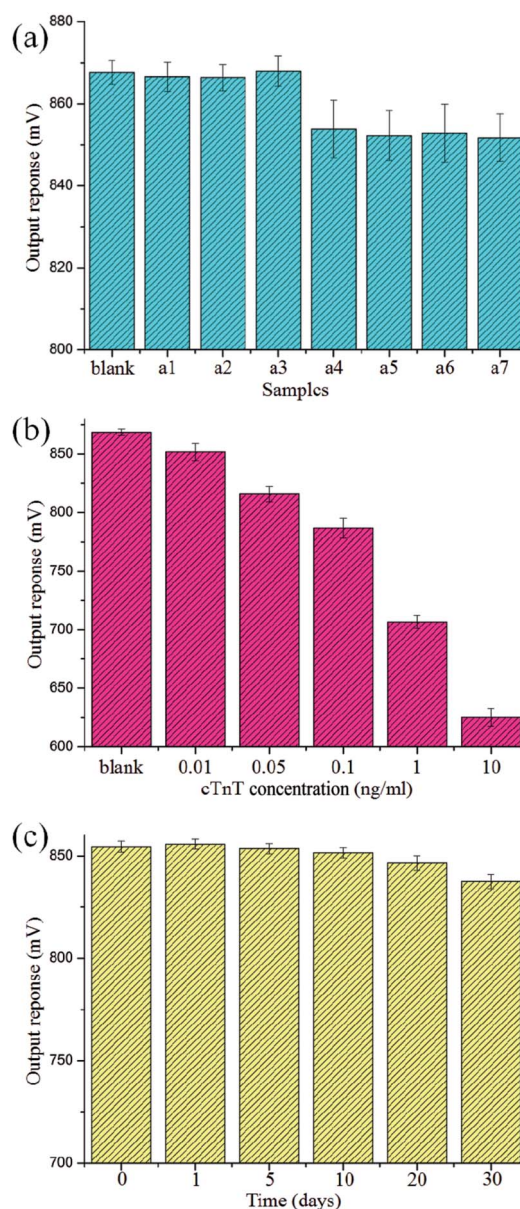 (a)
880
870
860
850
840
820
800
Output reponse (mV)
blank a1 a2 a3 a4 a5 a6 a7
Samples
(b)
850
800
750
700
650
600
Output reponse (mV)
blank 0.01 0.05 0.1 1 10
cTnT concentration (ng/ml)
(c)
850
800
750
700
Output reponse (mV)
0 1 5 10 20 30
Time (days)